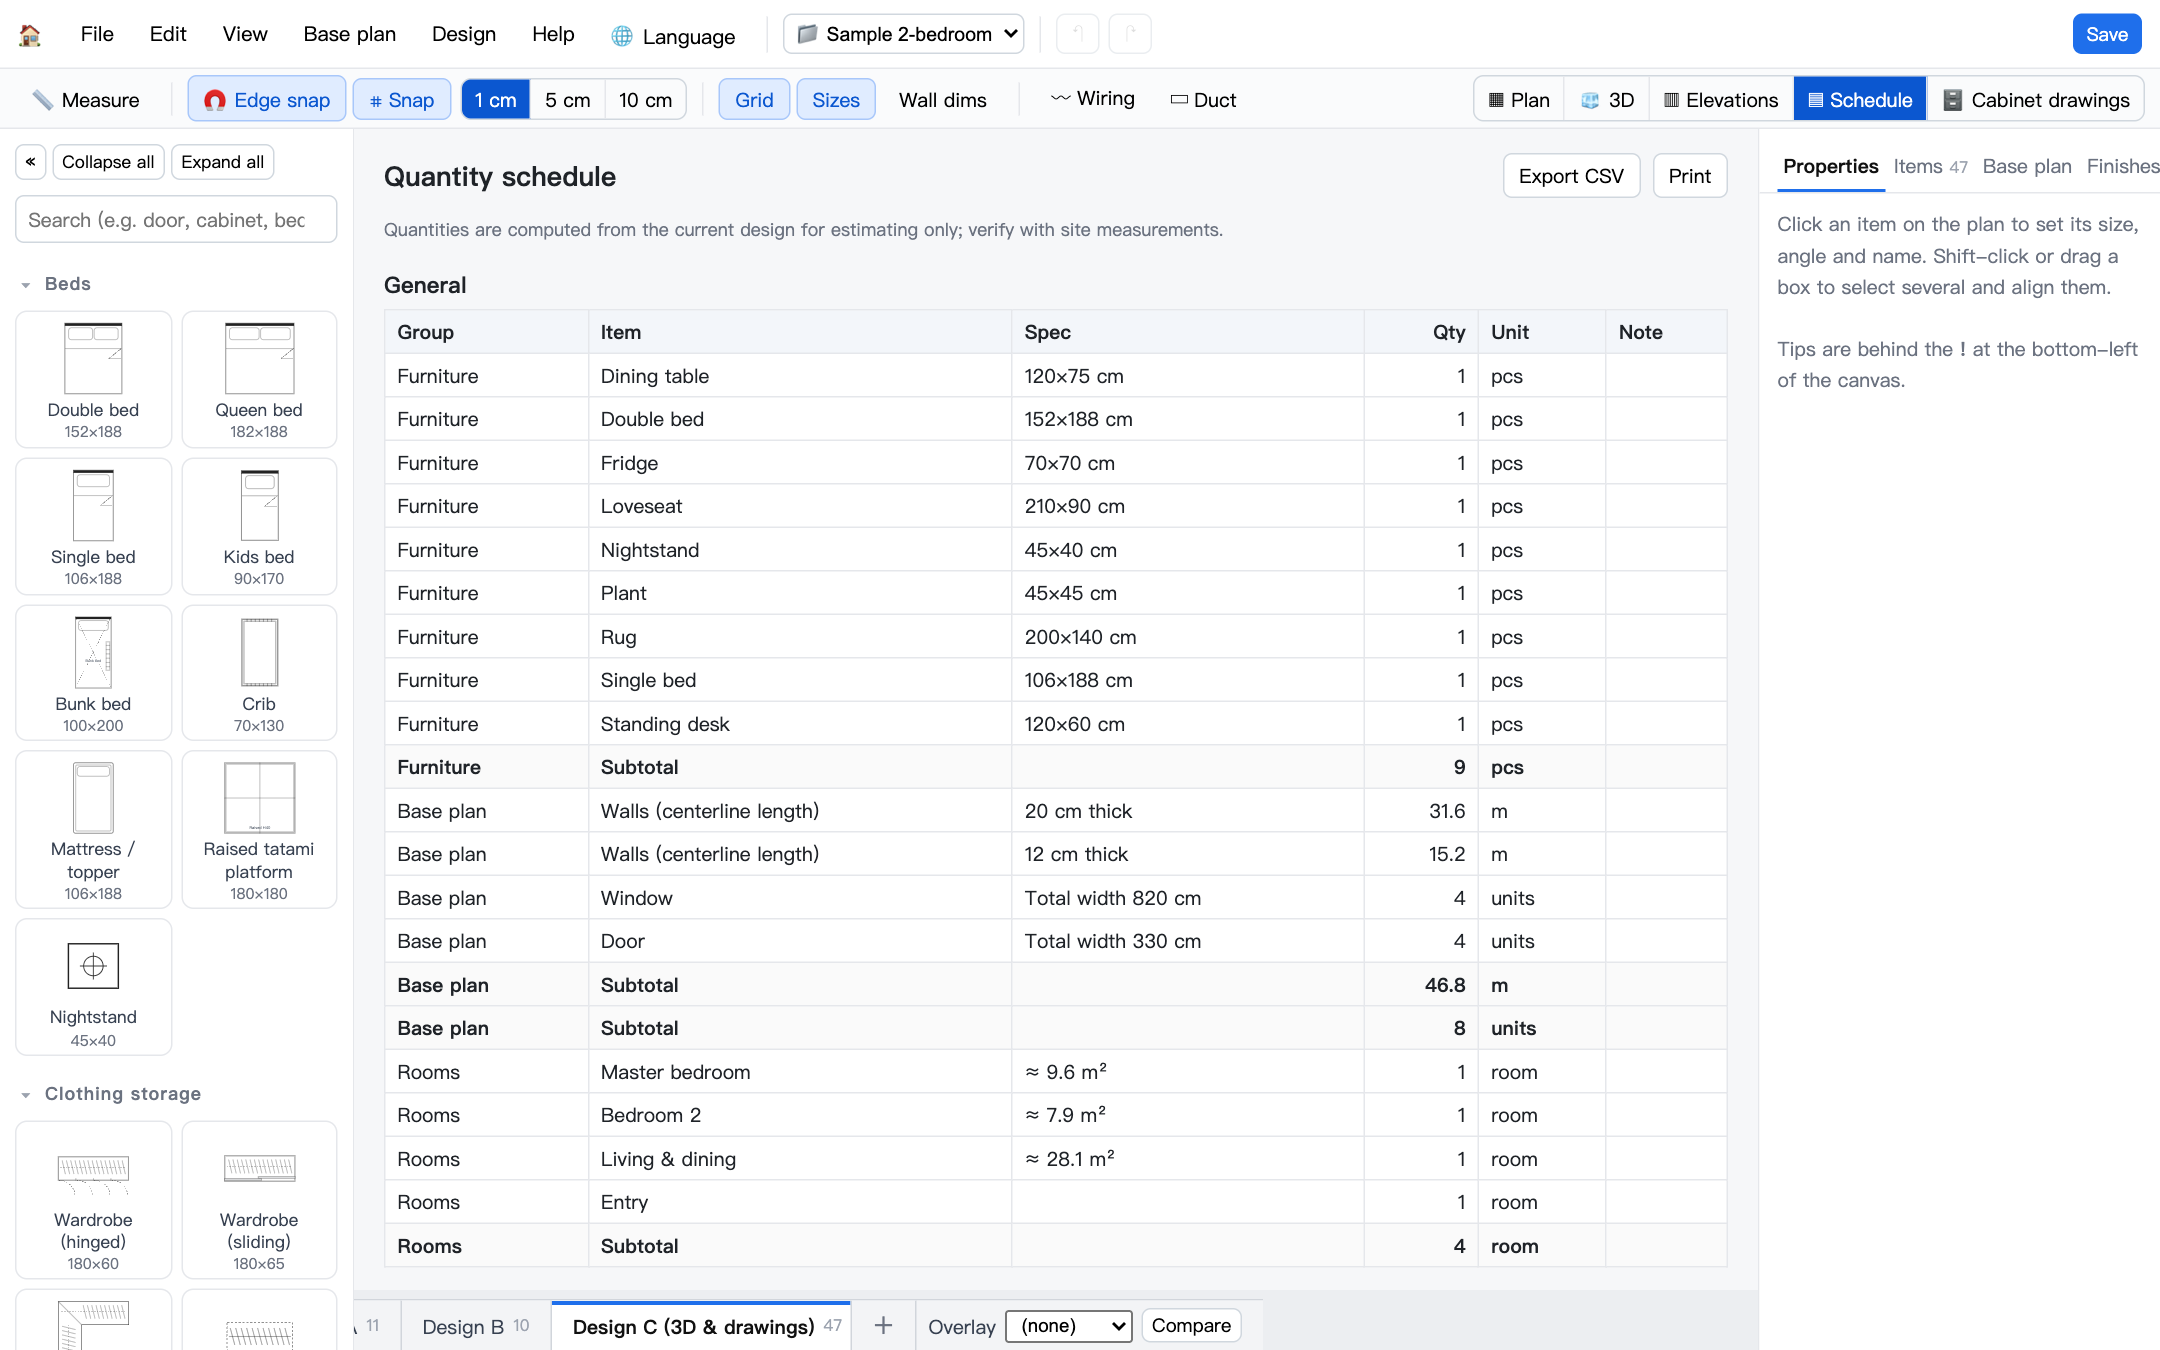 File Edit View Base plan Design Help Language Sample 2-bedroom Save
Measure Edge snap # Snap 1 cm 5 cm 10 cm Grid Sizes Wall dims Wiring Duct Plan 3D Elevations Schedule Cabinet drawings
« Collapse all Expand all
Search (e.g. door, cabinet, bec
Beds
Double bed
152×188
Queen bed
182×188
Single bed
106×188
Kids bed
90×170
Bunk bed
100×200
Crib
70×130
Mattress /
topper
106×188
Raised tatami
platform
180×180
Nightstand
45×40
Clothing storage
Wardrobe
(hinged)
180×60
Wardrobe
(sliding)
180×65
Quantity schedule
Export CSV Print
Quantities are computed from the current design for estimating only; verify with site measurements.
General
Group Item Spec Qty Unit Note
Furniture Dining table 120×75 cm 1 pcs
Furniture Double bed 152×188 cm 1 pcs
Furniture Fridge 70×70 cm 1 pcs
Furniture Loveseat 210×90 cm 1 pcs
Furniture Nightstand 45×40 cm 1 pcs
Furniture Plant 45×45 cm 1 pcs
Furniture Rug 200×140 cm 1 pcs
Furniture Single bed 106×188 cm 1 pcs
Furniture Standing desk 120×60 cm 1 pcs
Furniture Subtotal 9 pcs
Base plan Walls (centerline length) 20 cm thick 31.6 m
Base plan Walls (centerline length) 12 cm thick 15.2 m
Base plan Window Total width 820 cm 4 units
Base plan Door Total width 330 cm 4 units
Base plan Subtotal 46.8 m
Base plan Subtotal 8 units
Rooms Master bedroom ≈ 9.6 m² 1 room
Rooms Bedroom 2 ≈ 7.9 m² 1 room
Rooms Living & dining ≈ 28.1 m² 1 room
Rooms Entry 1 room
Rooms Subtotal 4 room
11 Design B 10 Design C (3D & drawings) 47 + Overlay (none) Compare
Properties Items 47 Base plan Finishes
Click an item on the plan to set its size,
angle and name. Shift-click or drag a
box to select several and align them.
Tips are behind the ! at the bottom-left
of the canvas.